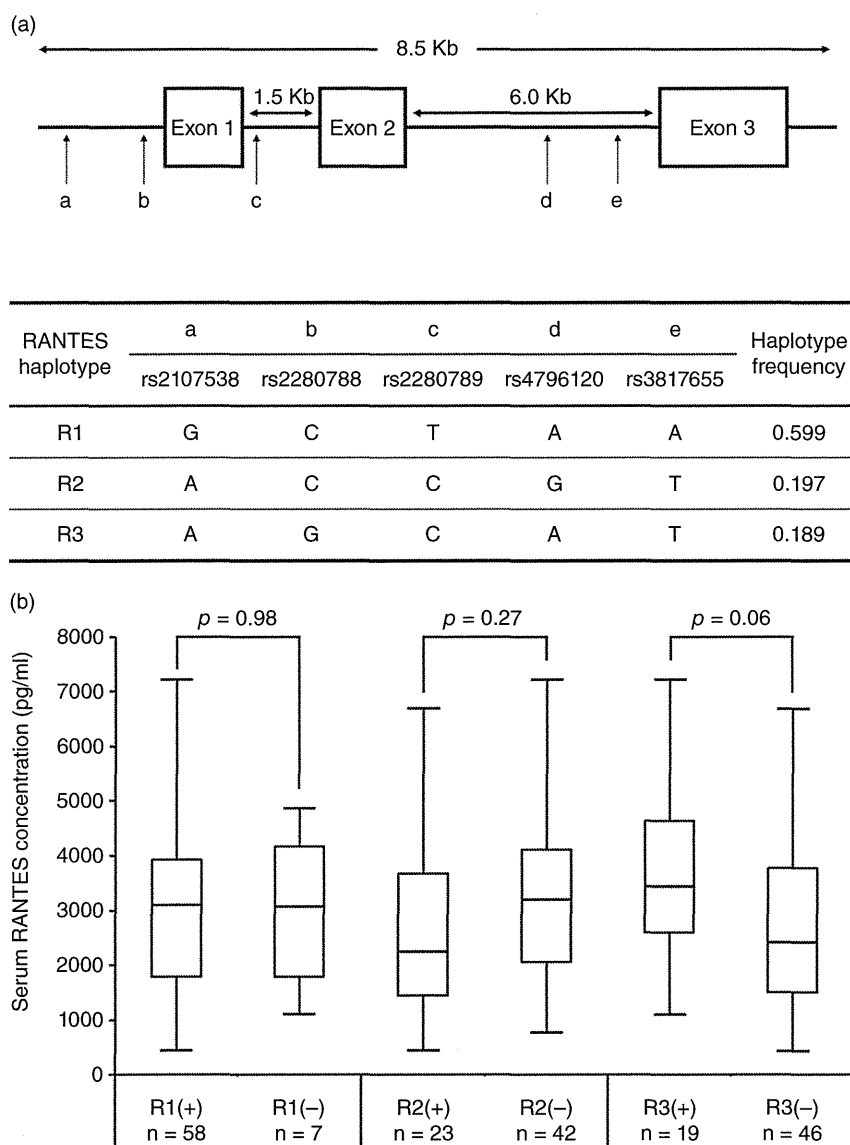 (a)
8.5 Kb
1.5 Kb
6.0 Kb
Exon 1
Exon 2
Exon 3
a
b
c
d
e
RANTES haplotype
a b c d e
Haplotype frequency
rs2107538 rs2280788 rs2280789 rs4796120 rs3817655
R1 G C T A A 0.599
R2 A C C G T 0.197
R3 A G C A T 0.189
(b)
Serum RANTES concentration (pg/ml)
8000
7000
6000
5000
4000
3000
2000
1000
0
p = 0.98
p = 0.27
p = 0.06
R1(+) R1(–) R2(+) R2(–) R3(+) R3(–)
n = 58 n = 7 n = 23 n = 42 n = 19 n = 46